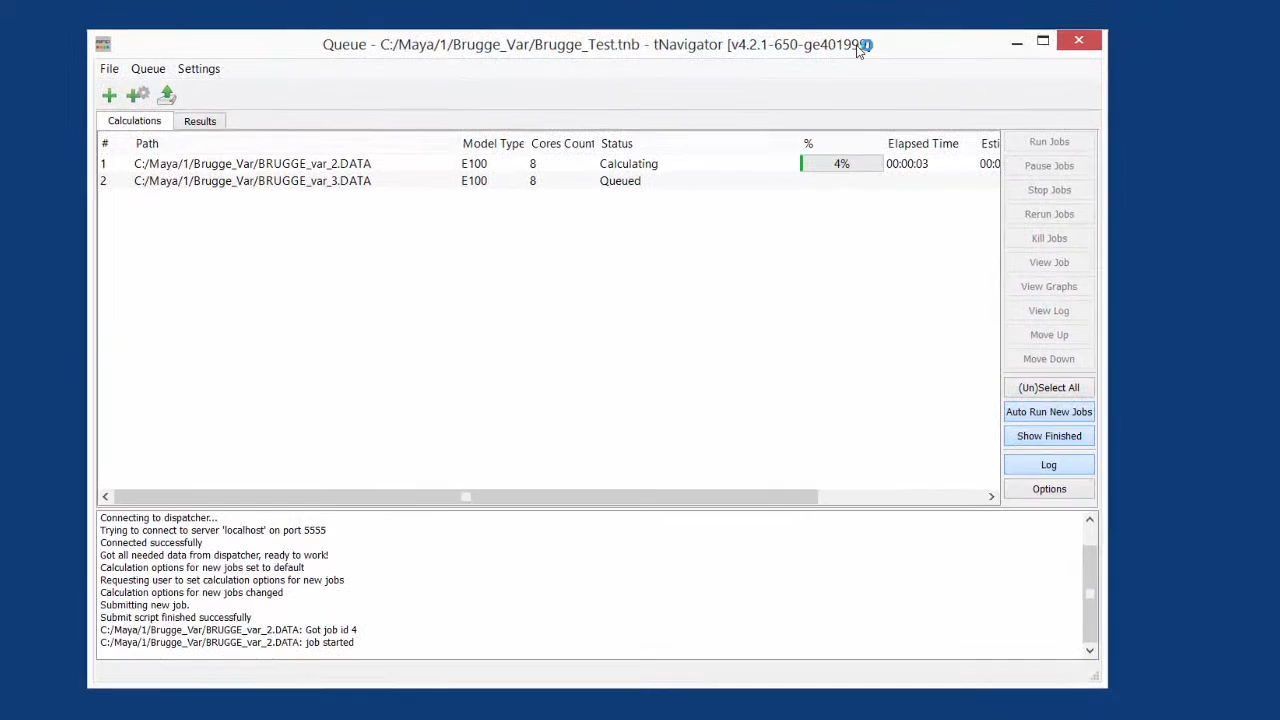 Queue - C:/Maya/1/Brugge_Var/Brugge_Test.tnb - tNavigator [v4.2.1-650-ge401999]
File Queue Settings
Calculations Results
# Path Model Type Cores Count Status % Elapsed Time Esti
1 C:/Maya/1/Brugge_Var/BRUGGE_var_2.DATA E100 8 Calculating 4% 00:00:03 00:0
2 C:/Maya/1/Brugge_Var/BRUGGE_var_3.DATA E100 8 Queued
Run Jobs
Pause Jobs
Stop Jobs
Rerun Jobs
Kill Jobs
View Job
View Graphs
View Log
Move Up
Move Down
(Un)Select All
Auto Run New Jobs
Show Finished
Log
Options
Connecting to dispatcher...
Trying to connect to server 'localhost' on port 5555
Connected successfully
Got all needed data from dispatcher, ready to work!
Calculation options for new jobs set to default
Requesting user to set calculation options for new jobs
Calculation options for new jobs changed
Submitting new job.
Submit script finished successfully
C:/Maya/1/Brugge_Var/BRUGGE_var_2.DATA: Got job id 4
C:/Maya/1/Brugge_Var/BRUGGE_var_2.DATA: job started